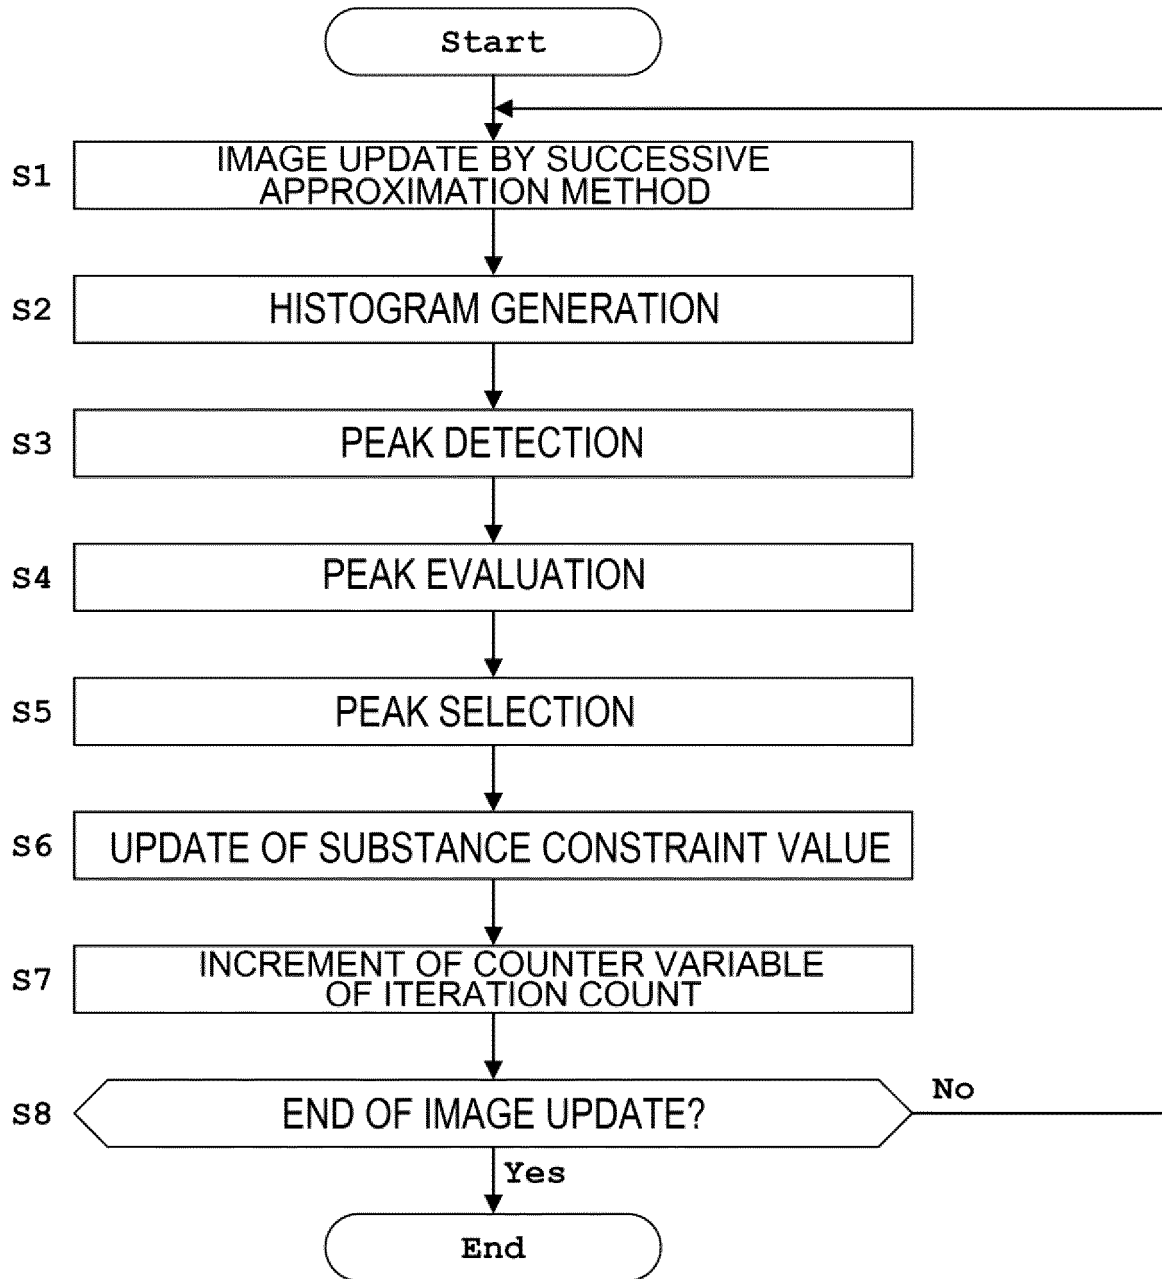 Start
S1
IMAGE UPDATE BY SUCCESSIVE
APPROXIMATION METHOD
S2
HISTOGRAM GENERATION
S3
PEAK DETECTION
S4
PEAK EVALUATION
S5
PEAK SELECTION
S6
UPDATE OF SUBSTANCE CONSTRAINT VALUE
S7
INCREMENT OF COUNTER VARIABLE
OF ITERATION COUNT
S8
END OF IMAGE UPDATE?
No
Yes
End